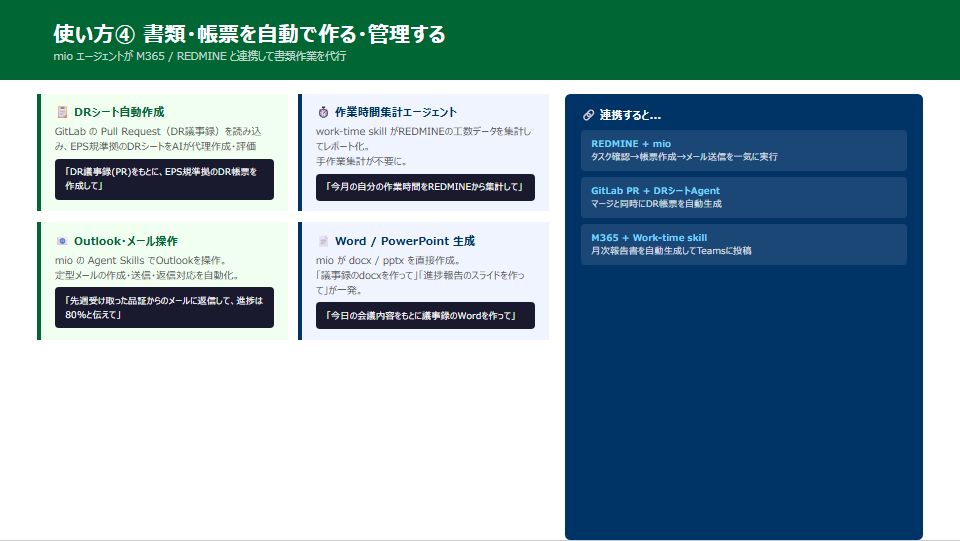 使い方④ 書類・帳票を自動で作る・管理する
mio エージェントが M365 / REDMINE と連携して書類作業を代行
📋 DRシート自動作成
GitLab の Pull Request（DR議事録）を読み込
み、EPS規準拠のDRシートをAIが代理作成・評価
「DR議事録(PR)をもとに、EPS規準拠のDR帳票を
作成して」
⏱ 作業時間集計エージェント
work-time skill がREDMINEの工数データを集計し
てレポート化。
手作業集計が不要に。
「今月の自分の作業時間をREDMINEから集計して」
📧 Outlook・メール操作
mio の Agent Skills でOutlookを操作。
定型メールの作成・送信・返信対応を自動化。
「先週受け取った品証からのメールに返信して、進捗は
80%と伝えて」
📄 Word / PowerPoint 生成
mio が docx / pptx を直接作成。
「議事録のdocxを作って」「進捗報告のスライドを作っ
て」が一発。
「今日の会議内容をもとに議事録のWordを作って」
🔗 連携すると...
REDMINE + mio
タスク確認→帳票作成→メール送信を一気に実行
GitLab PR + DRシートAgent
マージと同時にDR帳票を自動生成
M365 + Work-time skill
月次報告書を自動生成してTeamsに投稿